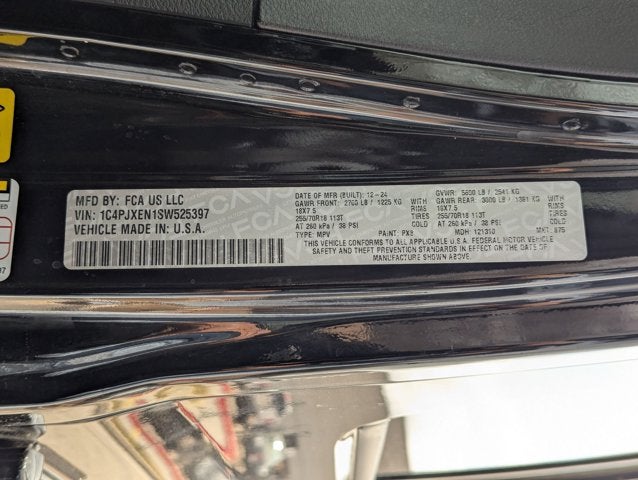 MFD BY: FCA US LLC
VIN: 1C4PJXEN1SW525397
VEHICLE MADE IN: U.S.A.
DATE OF MFR (BUILT): 12-24
GVWR: 5600 LB / 2541 KG
GAWR FRONT: 2700 LB / 1225 KG WITH
GAWR REAR: 3000 LB / 1361 KG WITH
18X7.5 RIMS
18X7.5 RIMS
255/70R18 113T TIRES
255/70R18 113T TIRES
AT 260 kPa / 38 PSI COLD
AT 260 kPa / 38 PSI COLD
TYPE: MPV PAINT: PX8 MDH: 121310 MKT: 875
THIS VEHICLE CONFORMS TO ALL APPLICABLE U.S.A. FEDERAL MOTOR VEHICLE
SAFETY AND THEFT PREVENTION STANDARDS IN EFFECT ON THE DATE OF
MANUFACTURE SHOWN ABOVE.